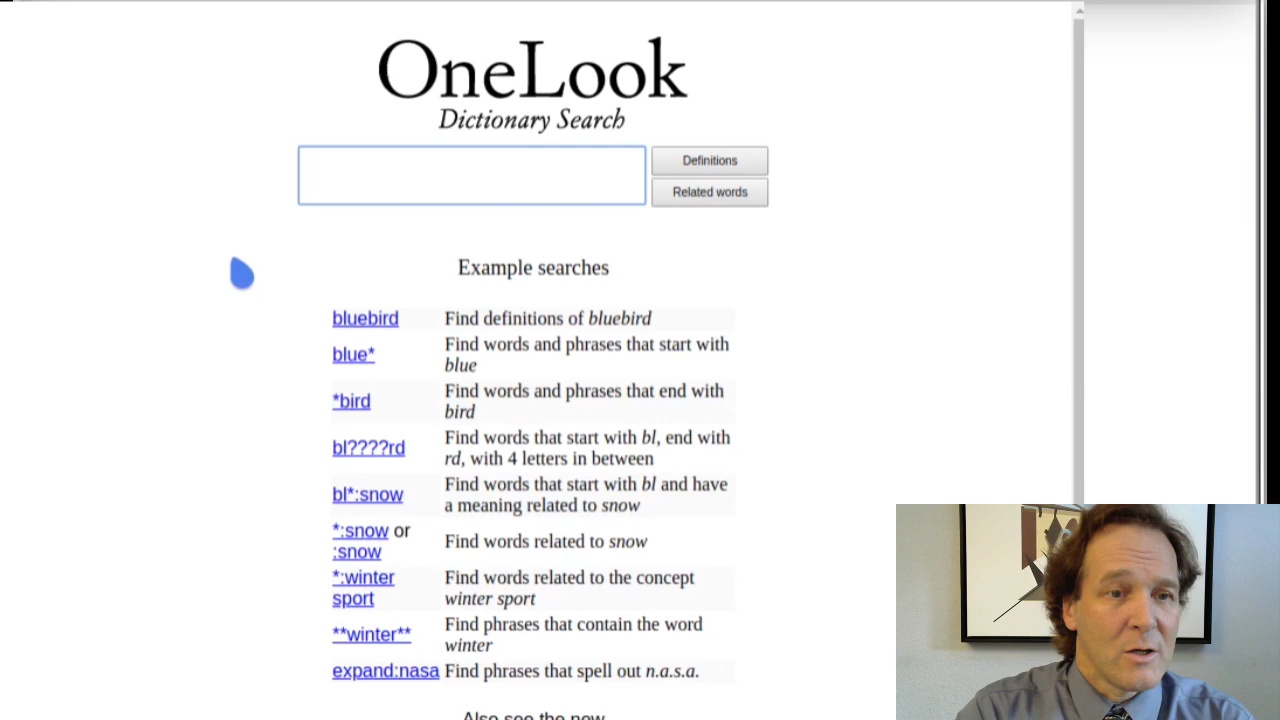 OneLook
Dictionary Search
Definitions
Related words
Example searches
bluebird Find definitions of bluebird
blue* Find words and phrases that start with
blue
*bird Find words and phrases that end with
bird
bl????rd Find words that start with bl, end with
rd, with 4 letters in between
bl*:snow Find words that start with bl and have
a meaning related to snow
*:snow or
:snow Find words related to snow
*:winter
sport Find words related to the concept
winter sport
**winter** Find phrases that contain the word
winter
expand:nasa Find phrases that spell out n.a.s.a.
Also see the new